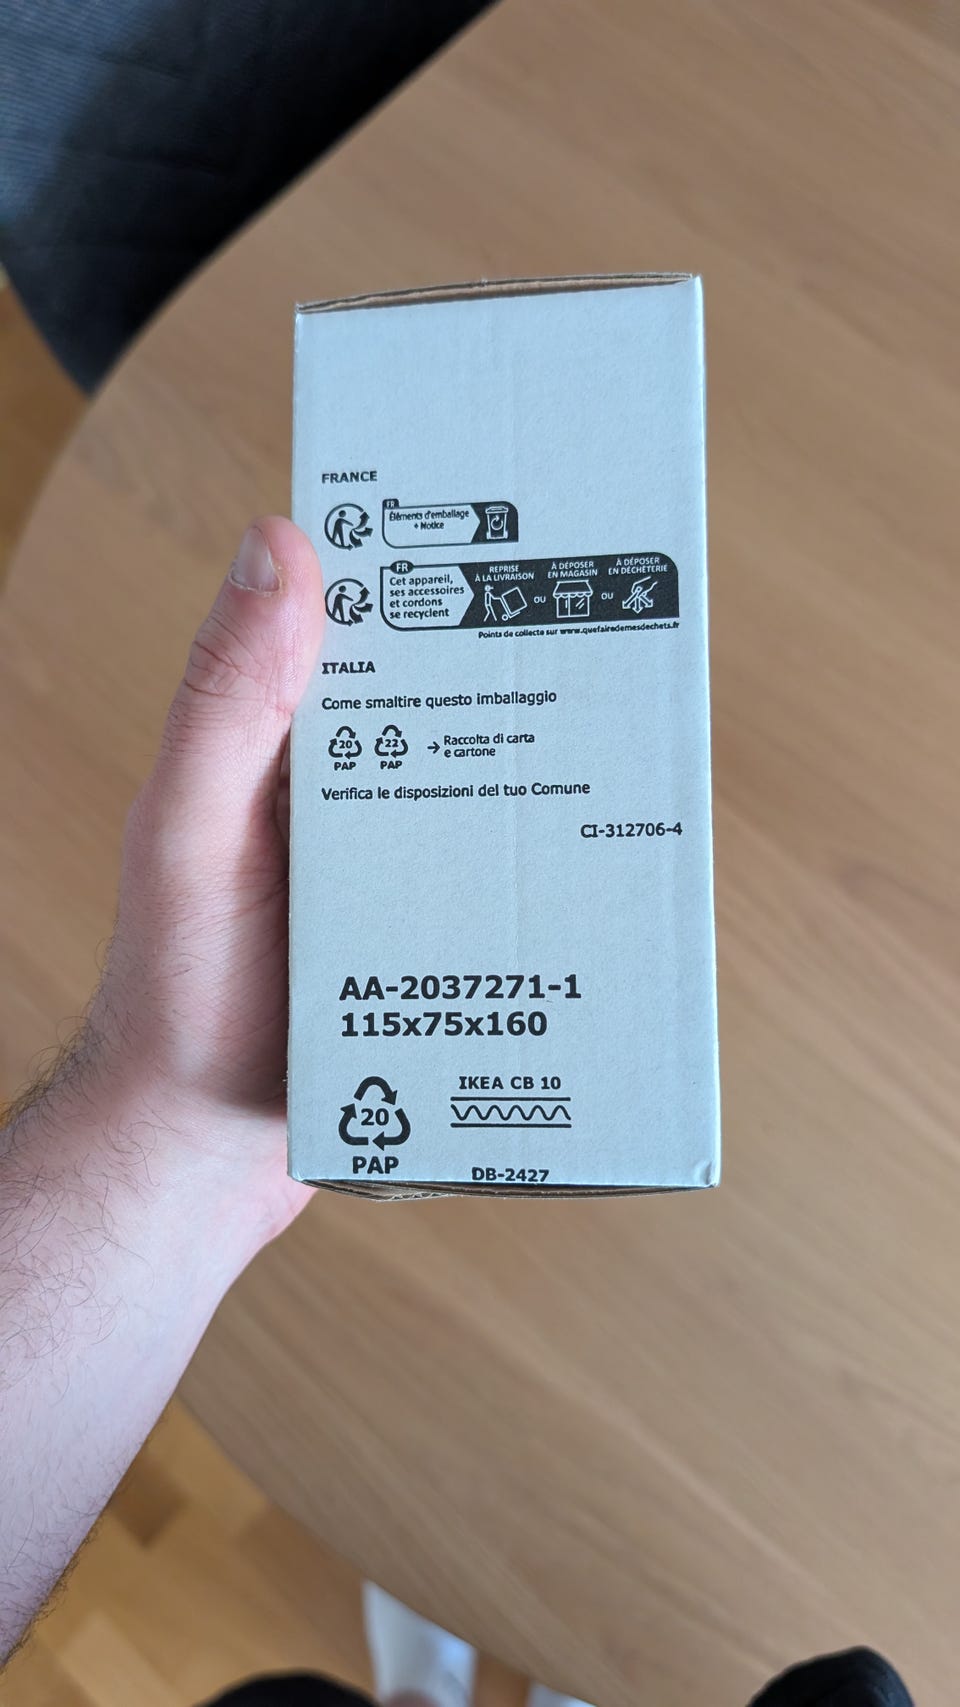 FRANCE
FR
Éléments d'emballage
+ Notice
FR
Cet appareil,
ses accessoires
et cordons
se recyclent
REPRISE
À LA LIVRAISON
OU
À DÉPOSER
EN MAGASIN
OU
À DÉPOSER
EN DÉCHÈTERIE
Points de collecte sur www.quefairedemesdechets.fr
ITALIA
Come smaltire questo imballaggio
20
PAP
22
PAP
→ Raccolta di carta
e cartone
Verifica le disposizioni del tuo Comune
CI-312706-4
AA-2037271-1
115x75x160
20
PAP
IKEA CB 10
DB-2427